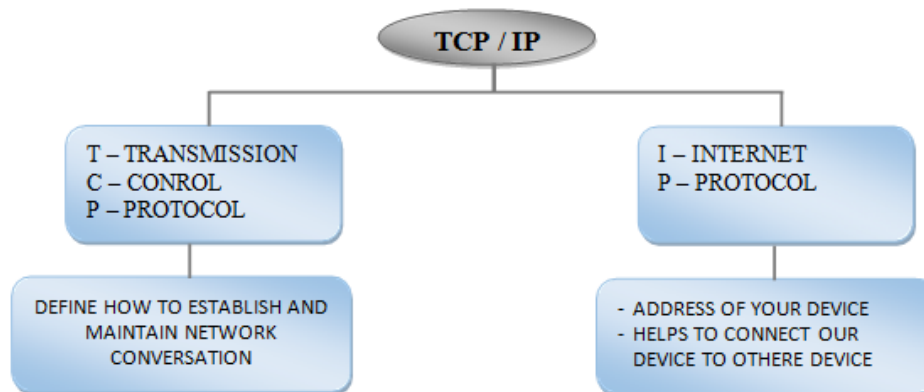 TCP / IP
T – TRANSMISSION
C – CONROL
P – PROTOCOL
I – INTERNET
P – PROTOCOL
DEFINE HOW TO ESTABLISH AND
MAINTAIN NETWORK
CONVERSATION
- ADDRESS OF YOUR DEVICE
- HELPS TO CONNECT OUR
DEVICE TO OTHERE DEVICE